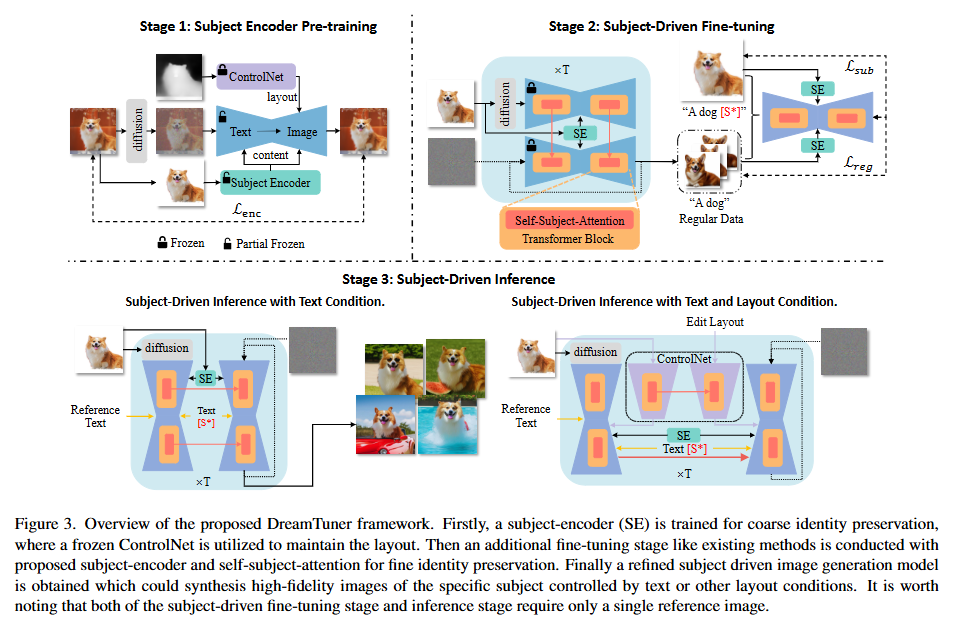 Stage 1: Subject Encoder Pre-training
ControlNet
layout
diffusion
Text
Image
content
Subject Encoder
ℒenc
Frozen
Partial Frozen
Stage 2: Subject-Driven Fine-tuning
×T
diffusion
SE
Self-Subject-Attention
Transformer Block
ℒsub
SE
“A dog [S*]”
SE
ℒreg
“A dog”
Regular Data
Stage 3: Subject-Driven Inference
Subject-Driven Inference with Text Condition.
diffusion
SE
Reference
Text
Text
[S*]
×T
Subject-Driven Inference with Text and Layout Condition.
Edit Layout
diffusion
ControlNet
Reference
Text
SE
Text [S*]
×T
Figure 3. Overview of the proposed DreamTuner framework. Firstly, a subject-encoder (SE) is trained for coarse identity preservation,
where a frozen ControlNet is utilized to maintain the layout. Then an additional fine-tuning stage like existing methods is conducted with
proposed subject-encoder and self-subject-attention for fine identity preservation. Finally a refined subject driven image generation model
is obtained which could synthesis high-fidelity images of the specific subject controlled by text or other layout conditions. It is worth
noting that both of the subject-driven fine-tuning stage and inference stage require only a single reference image.